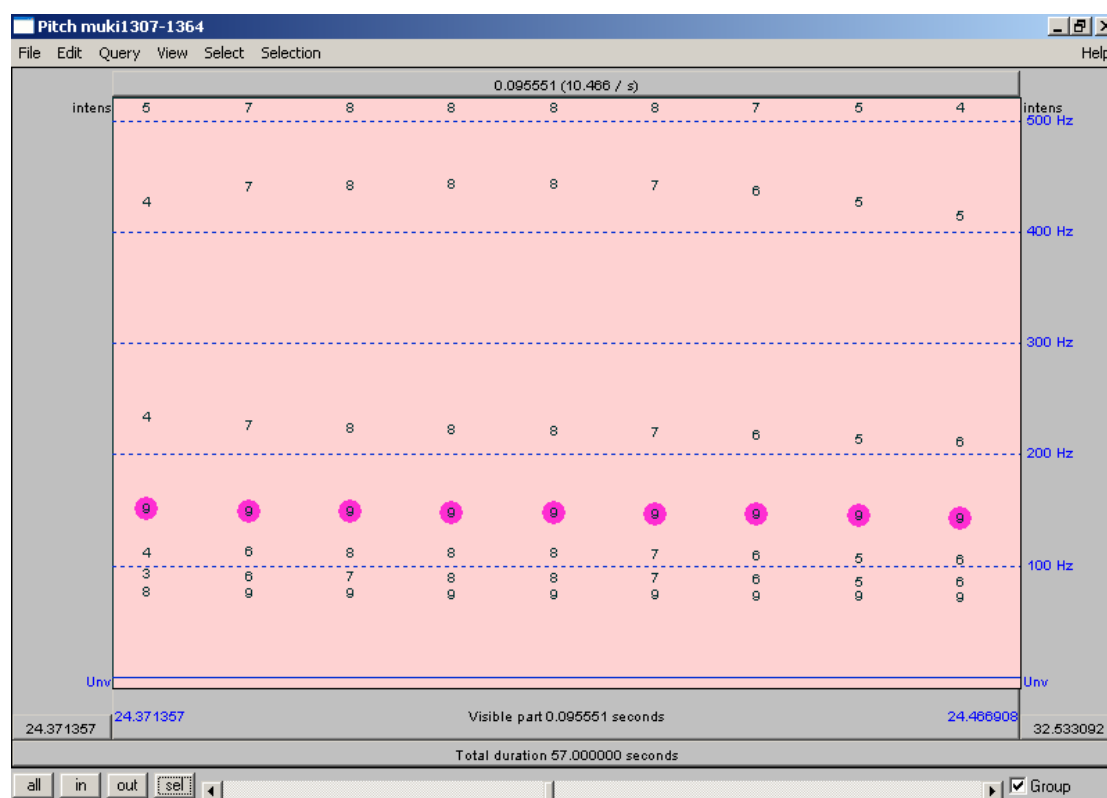 Pitch muki1307-1364
File Edit Query View Select Selection Help
0.095551 (10.466 / s)
intens 5 7 8 8 8 8 7 5 4 intens
500 Hz
4 7 8 8 8 7 6 5 5
400 Hz
300 Hz
4 7 8 8 8 7 6 5 6
200 Hz
9 9 9 9 9 9 9 9 9
4 6 8 8 8 7 6 5 6
100 Hz
3 6 7 8 8 7 6 5 6
8 9 9 9 9 9 9 9 9
Unv Unv
24.371357 24.371357 Visible part 0.095551 seconds 24.466908 32.533092
Total duration 57.000000 seconds
all in out sel Group